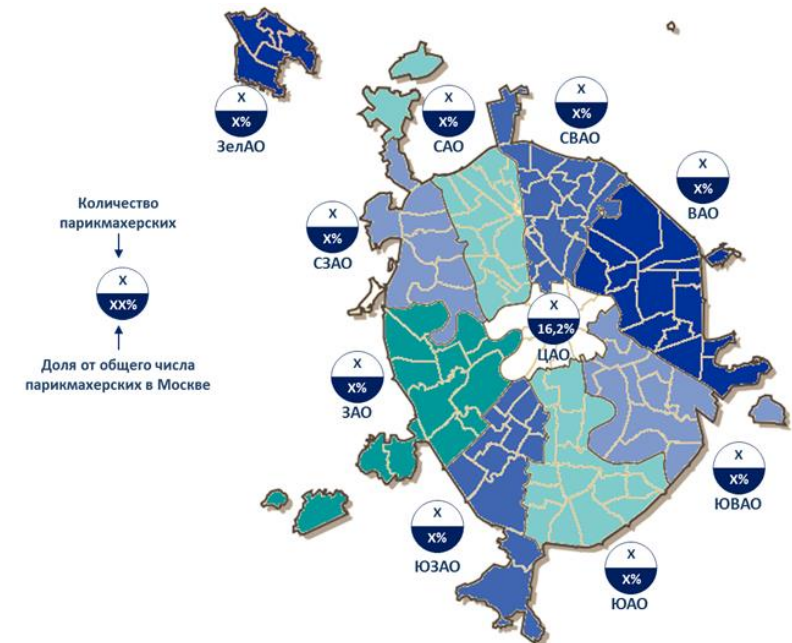 X
X%
ЗелАО
X
X%
САО
X
X%
СВАО
X
X%
ВАО
Количество
парикмахерских
X
XX%
Доля от общего числа
парикмахерских в Москве
X
X%
СЗАО
X
16,2%
ЦАО
X
X%
ЗАО
X
X%
ЮВАО
X
X%
ЮЗАО
X
X%
ЮАО